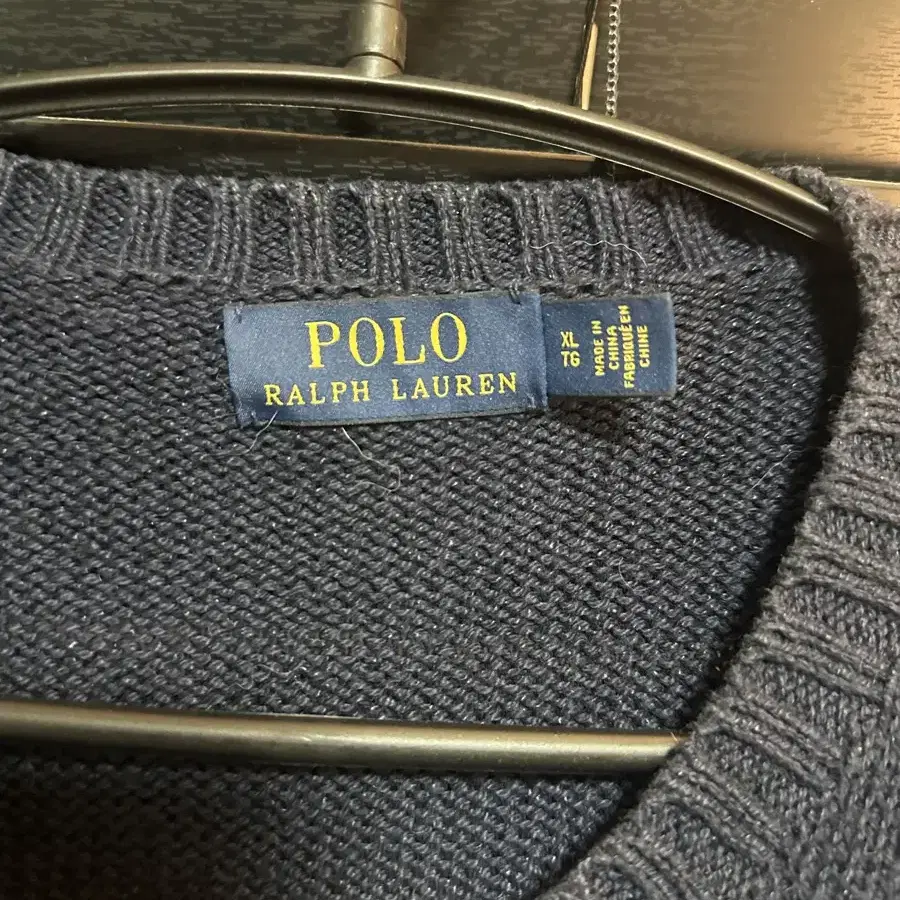 POLO
RALPH LAUREN
XL
TG
MADE IN
CHINA
FABRIQUÉ EN
CHINE